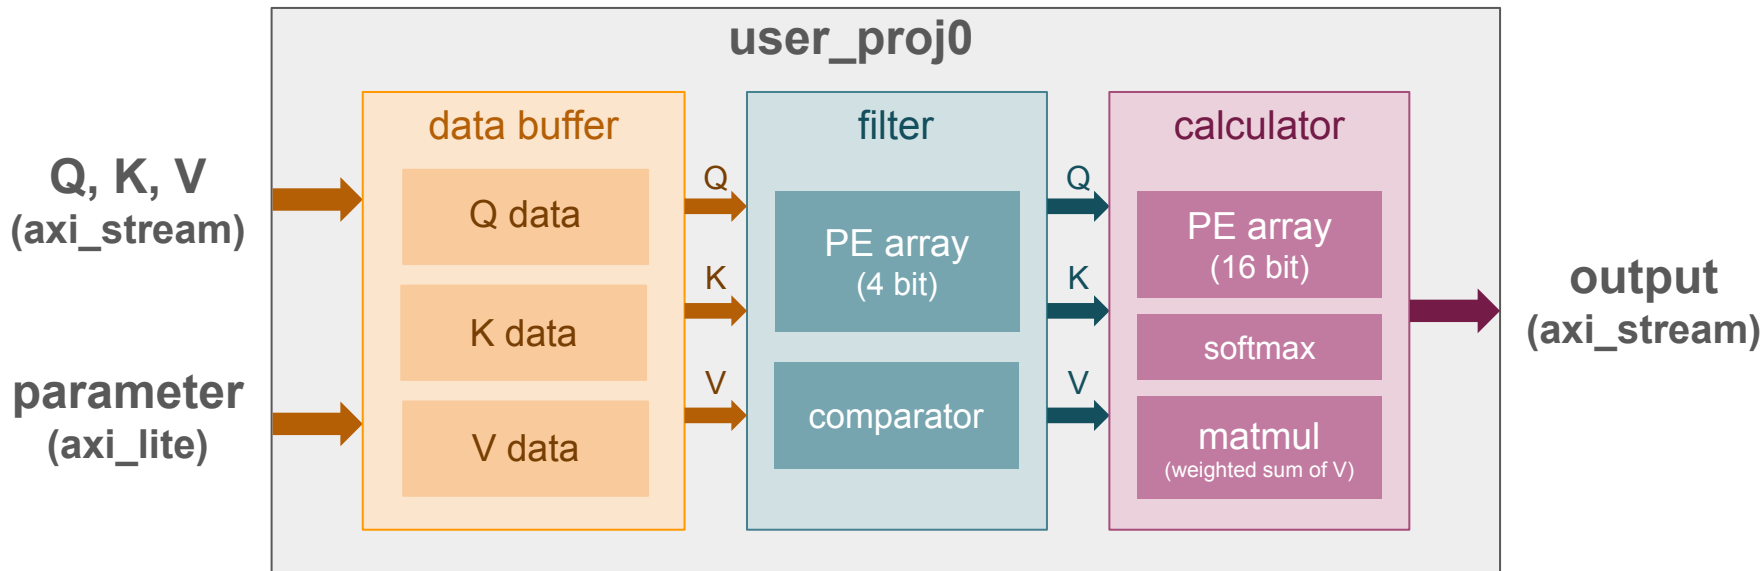 user_proj0
Q, K, V
(axi_stream)
parameter
(axi_lite)
data buffer
Q data
K data
V data
Q
K
V
filter
PE array
(4 bit)
comparator
Q
K
V
calculator
PE array
(16 bit)
softmax
matmul
(weighted sum of V)
output
(axi_stream)